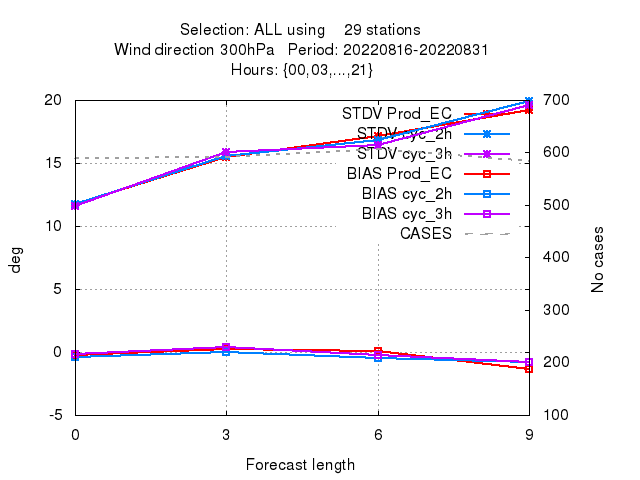 Selection: ALL using    29 stations
Wind direction 300hPa   Period: 20220816-20220831
Hours: {00,03,...,21}
20
15
10
5
0
-5
deg
700
600
500
400
300
200
100
No cases
STDV Prod_EC
STDV cyc_2h
STDV cyc_3h
BIAS Prod_EC
BIAS cyc_2h
BIAS cyc_3h
CASES
0 3 6 9
Forecast length